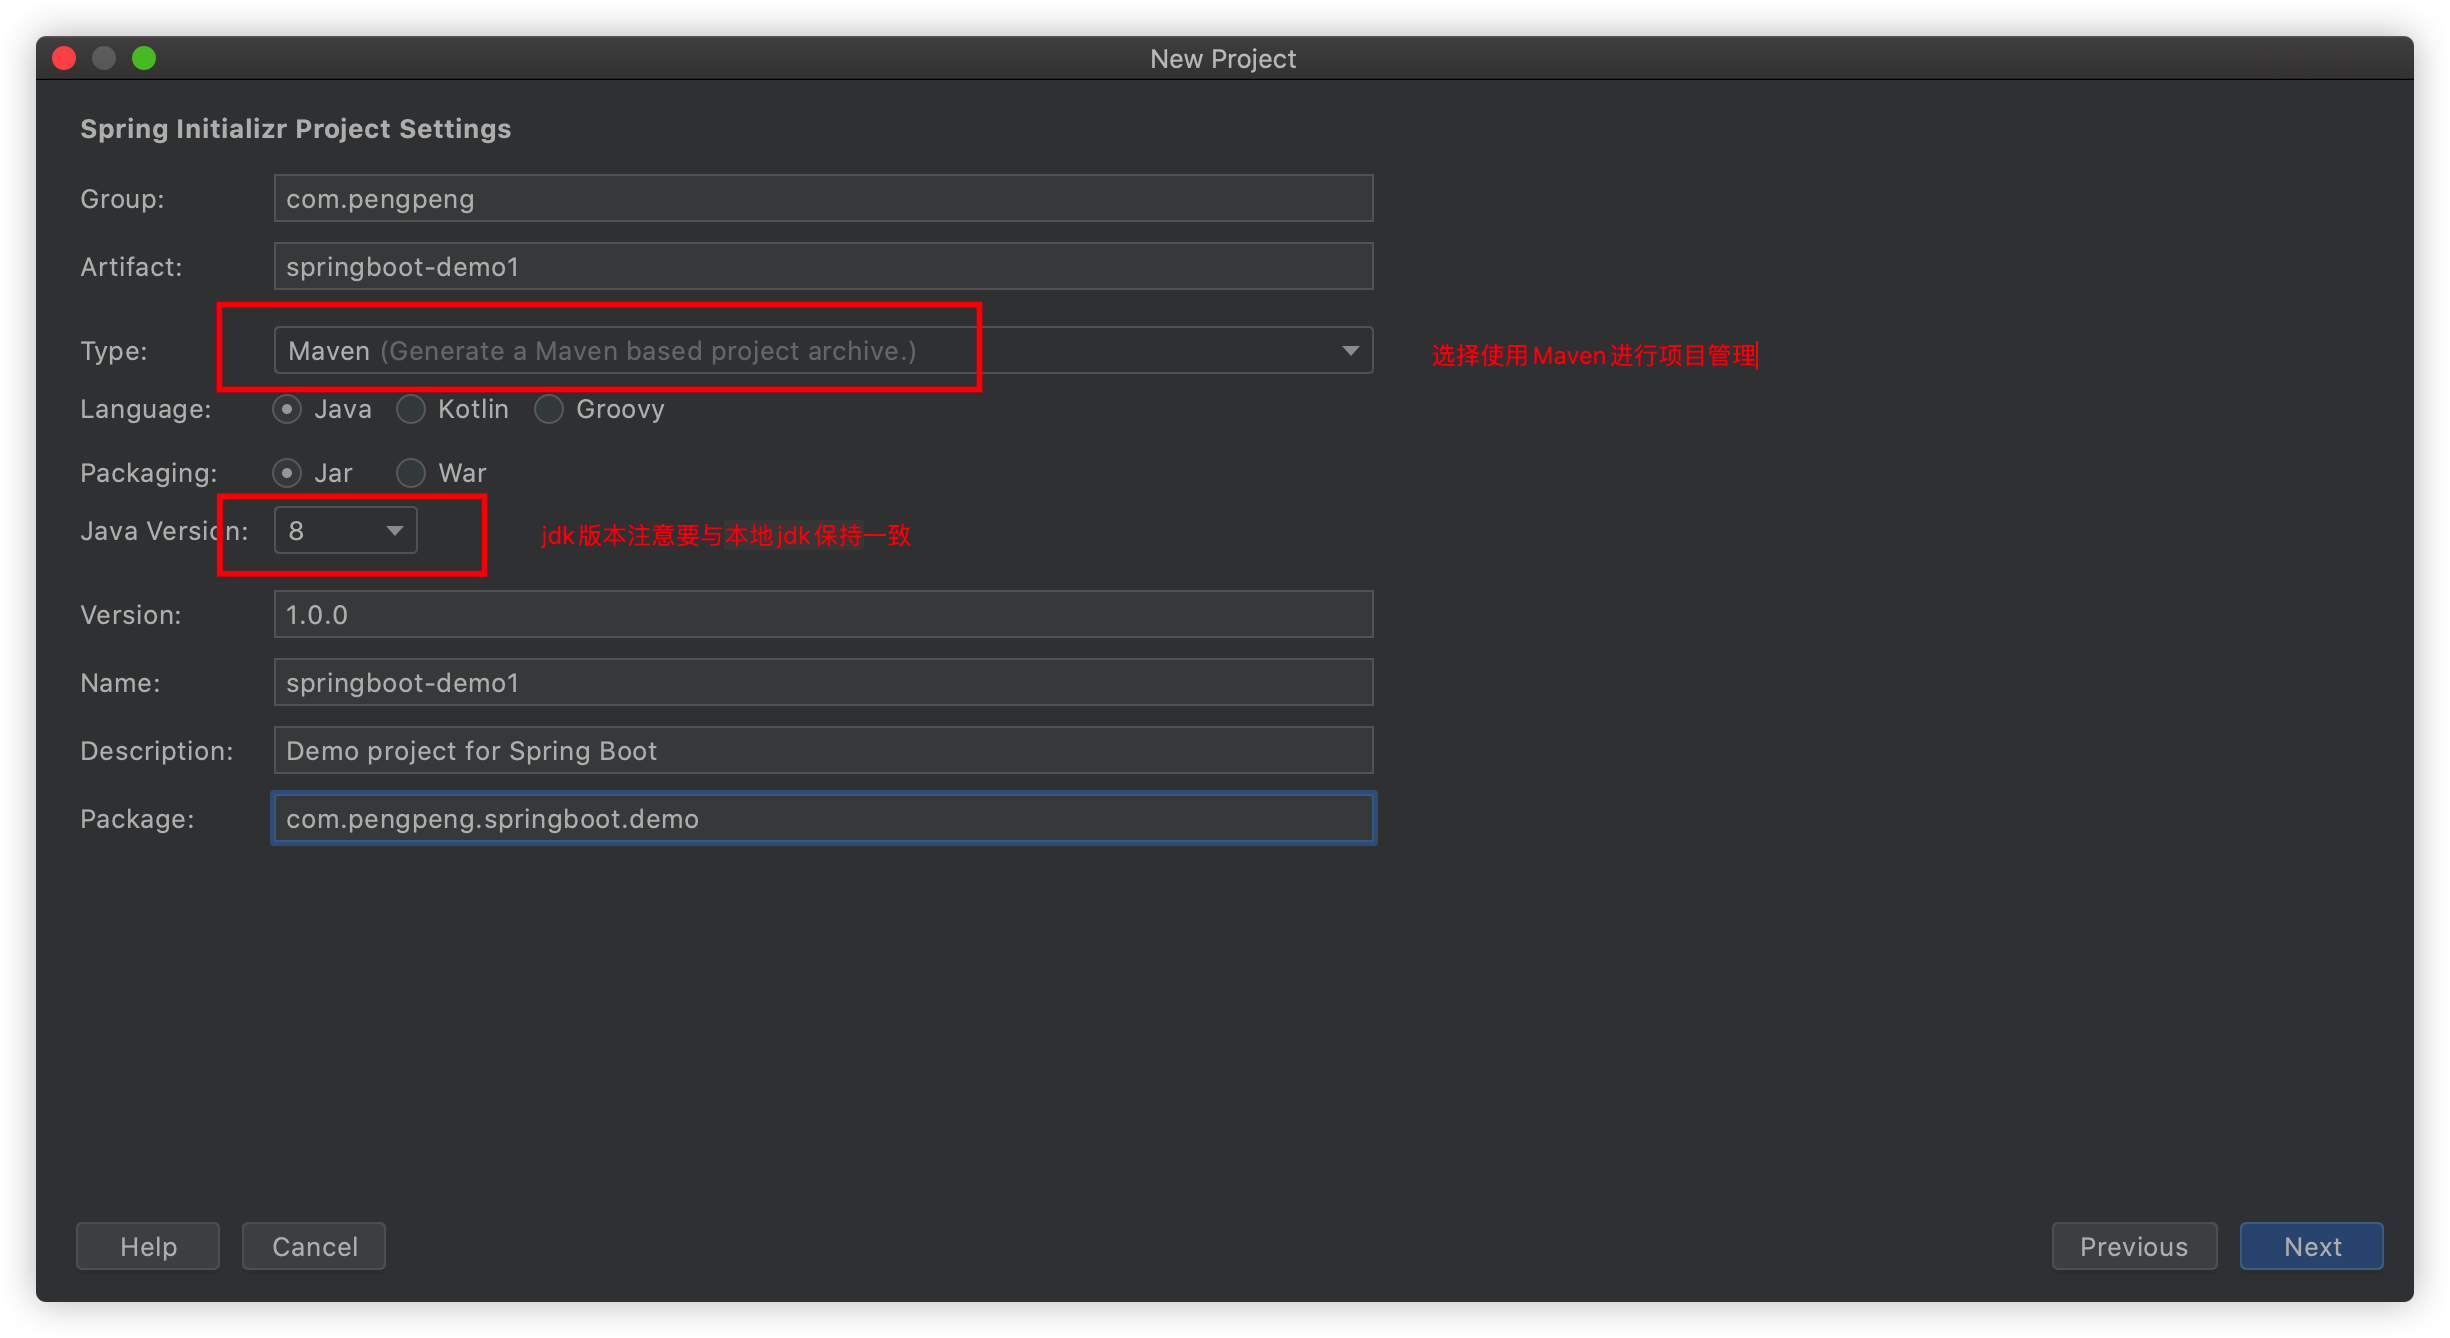 New Project
Spring Initializr Project Settings
Group: com.pengpeng
Artifact: springboot-demo1
Type: Maven (Generate a Maven based project archive.) 选择使用Maven进行项目管理
Language: Java Kotlin Groovy
Packaging: Jar War
Java Version: 8 jdk版本注意要与本地jdk保持一致
Version: 1.0.0
Name: springboot-demo1
Description: Demo project for Spring Boot
Package: com.pengpeng.springboot.demo
Help Cancel Previous Next